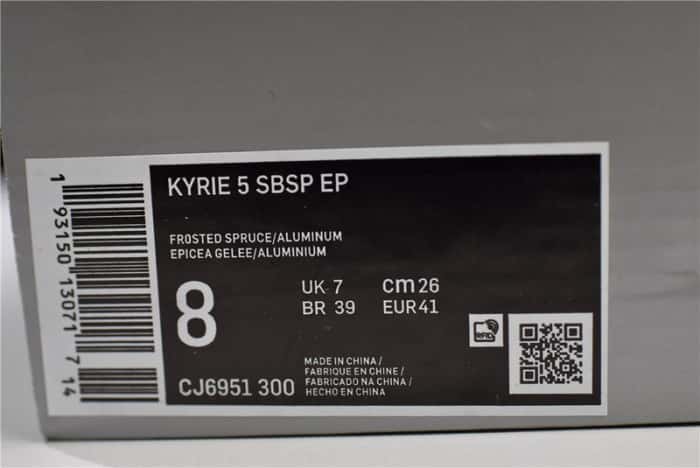 KYRIE 5 SBSP EP
FROSTED SPRUCE/ALUMINUM
EPICEA GELEE/ALUMINIUM
8
UK 7 cm 26
BR 39 EUR 41
CJ6951 300
MADE IN CHINA /
FABRIQUE EN CHINE /
FABRICADO NA CHINA /
HECHO EN CHINA
RFID
1 93150 13071 7 14